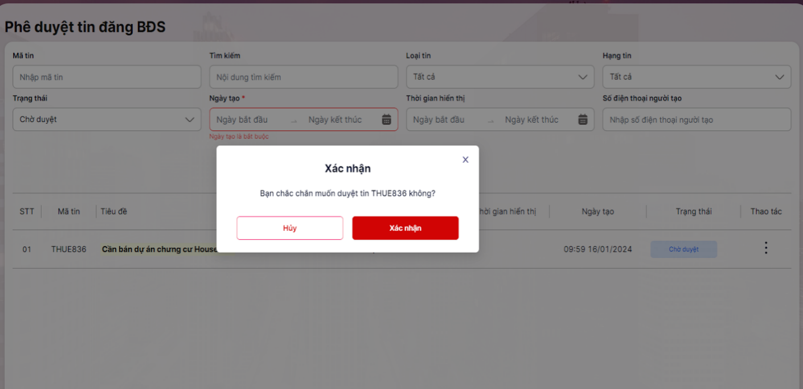 Phê duyệt tin đăng BĐS
Mã tin Tìm kiếm Loại tin Hạng tin
Nhập mã tin Nội dung tìm kiếm Tất cả Tất cả
Trạng thái Ngày tạo * Thời gian hiển thị Số điện thoại người tạo
Chờ duyệt Ngày bắt đầu Ngày kết thúc Ngày bắt đầu Ngày kết thúc Nhập số điện thoại người tạo
Ngày tạo là bắt buộc
X
Xác nhận
Bạn chắc chắn muốn duyệt tin THUE836 không?
Hủy Xác nhận
STT Mã tin Tiêu đề hời gian hiển thị Ngày tạo Trạng thái Thao tác
01 THUE836 Cần bán dự án chung cư Hous 09:59 16/01/2024 Chờ duyệt